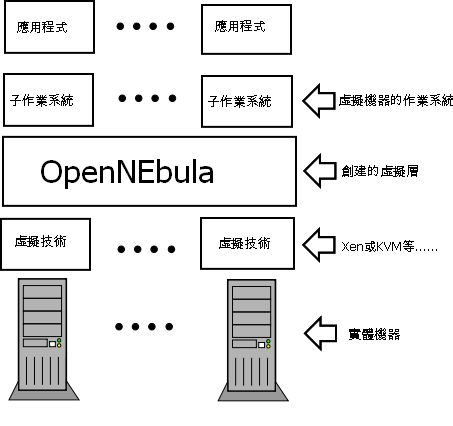 應用程式 應用程式
子作業系統 子作業系統 虛擬機器的作業系統
OpenNEbula 創建的虛擬層
虛擬技術 虛擬技術 Xen或KVM等......
實體機器